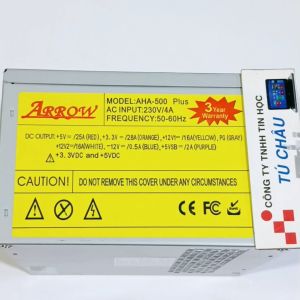 ARROW
MODEL:AHA-500 Plus
AC INPUT:230V/4A
FREQUENCY:50-60Hz
3 Year
Warranty
DC OUTPUT: +5V⎓/25A (RED), +3.3V⎓/28A(ORANGE), +12V1⎓/16A(YELLOW), PG (GRAY)
+12V2⎓/16A(WHITE), -12V⎓/0.5A(BLUE), +5VSB⎓/2A(PURPLE)
+3.3VDC and +5VDC
CAUTION!
DO NOT REMOVE THIS COVER UNDER ANY CIRCUMSTANCES
CÔNG TY TNHH TIN HỌC
TƯ CHÂU